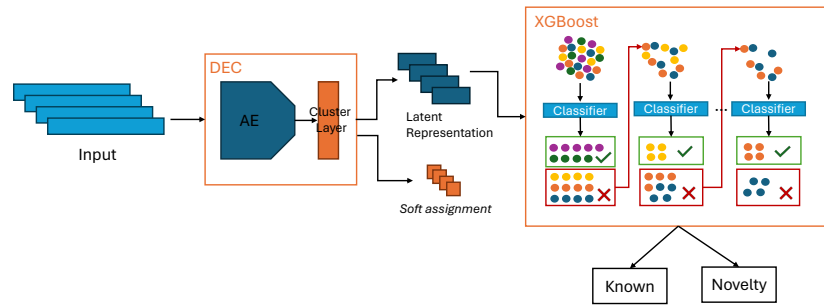 XGBoost
DEC
AE
Cluster
Layer
Input
Latent
Representation
Soft assignment
Classifier
Classifier
...
Classifier
Known
Novelty